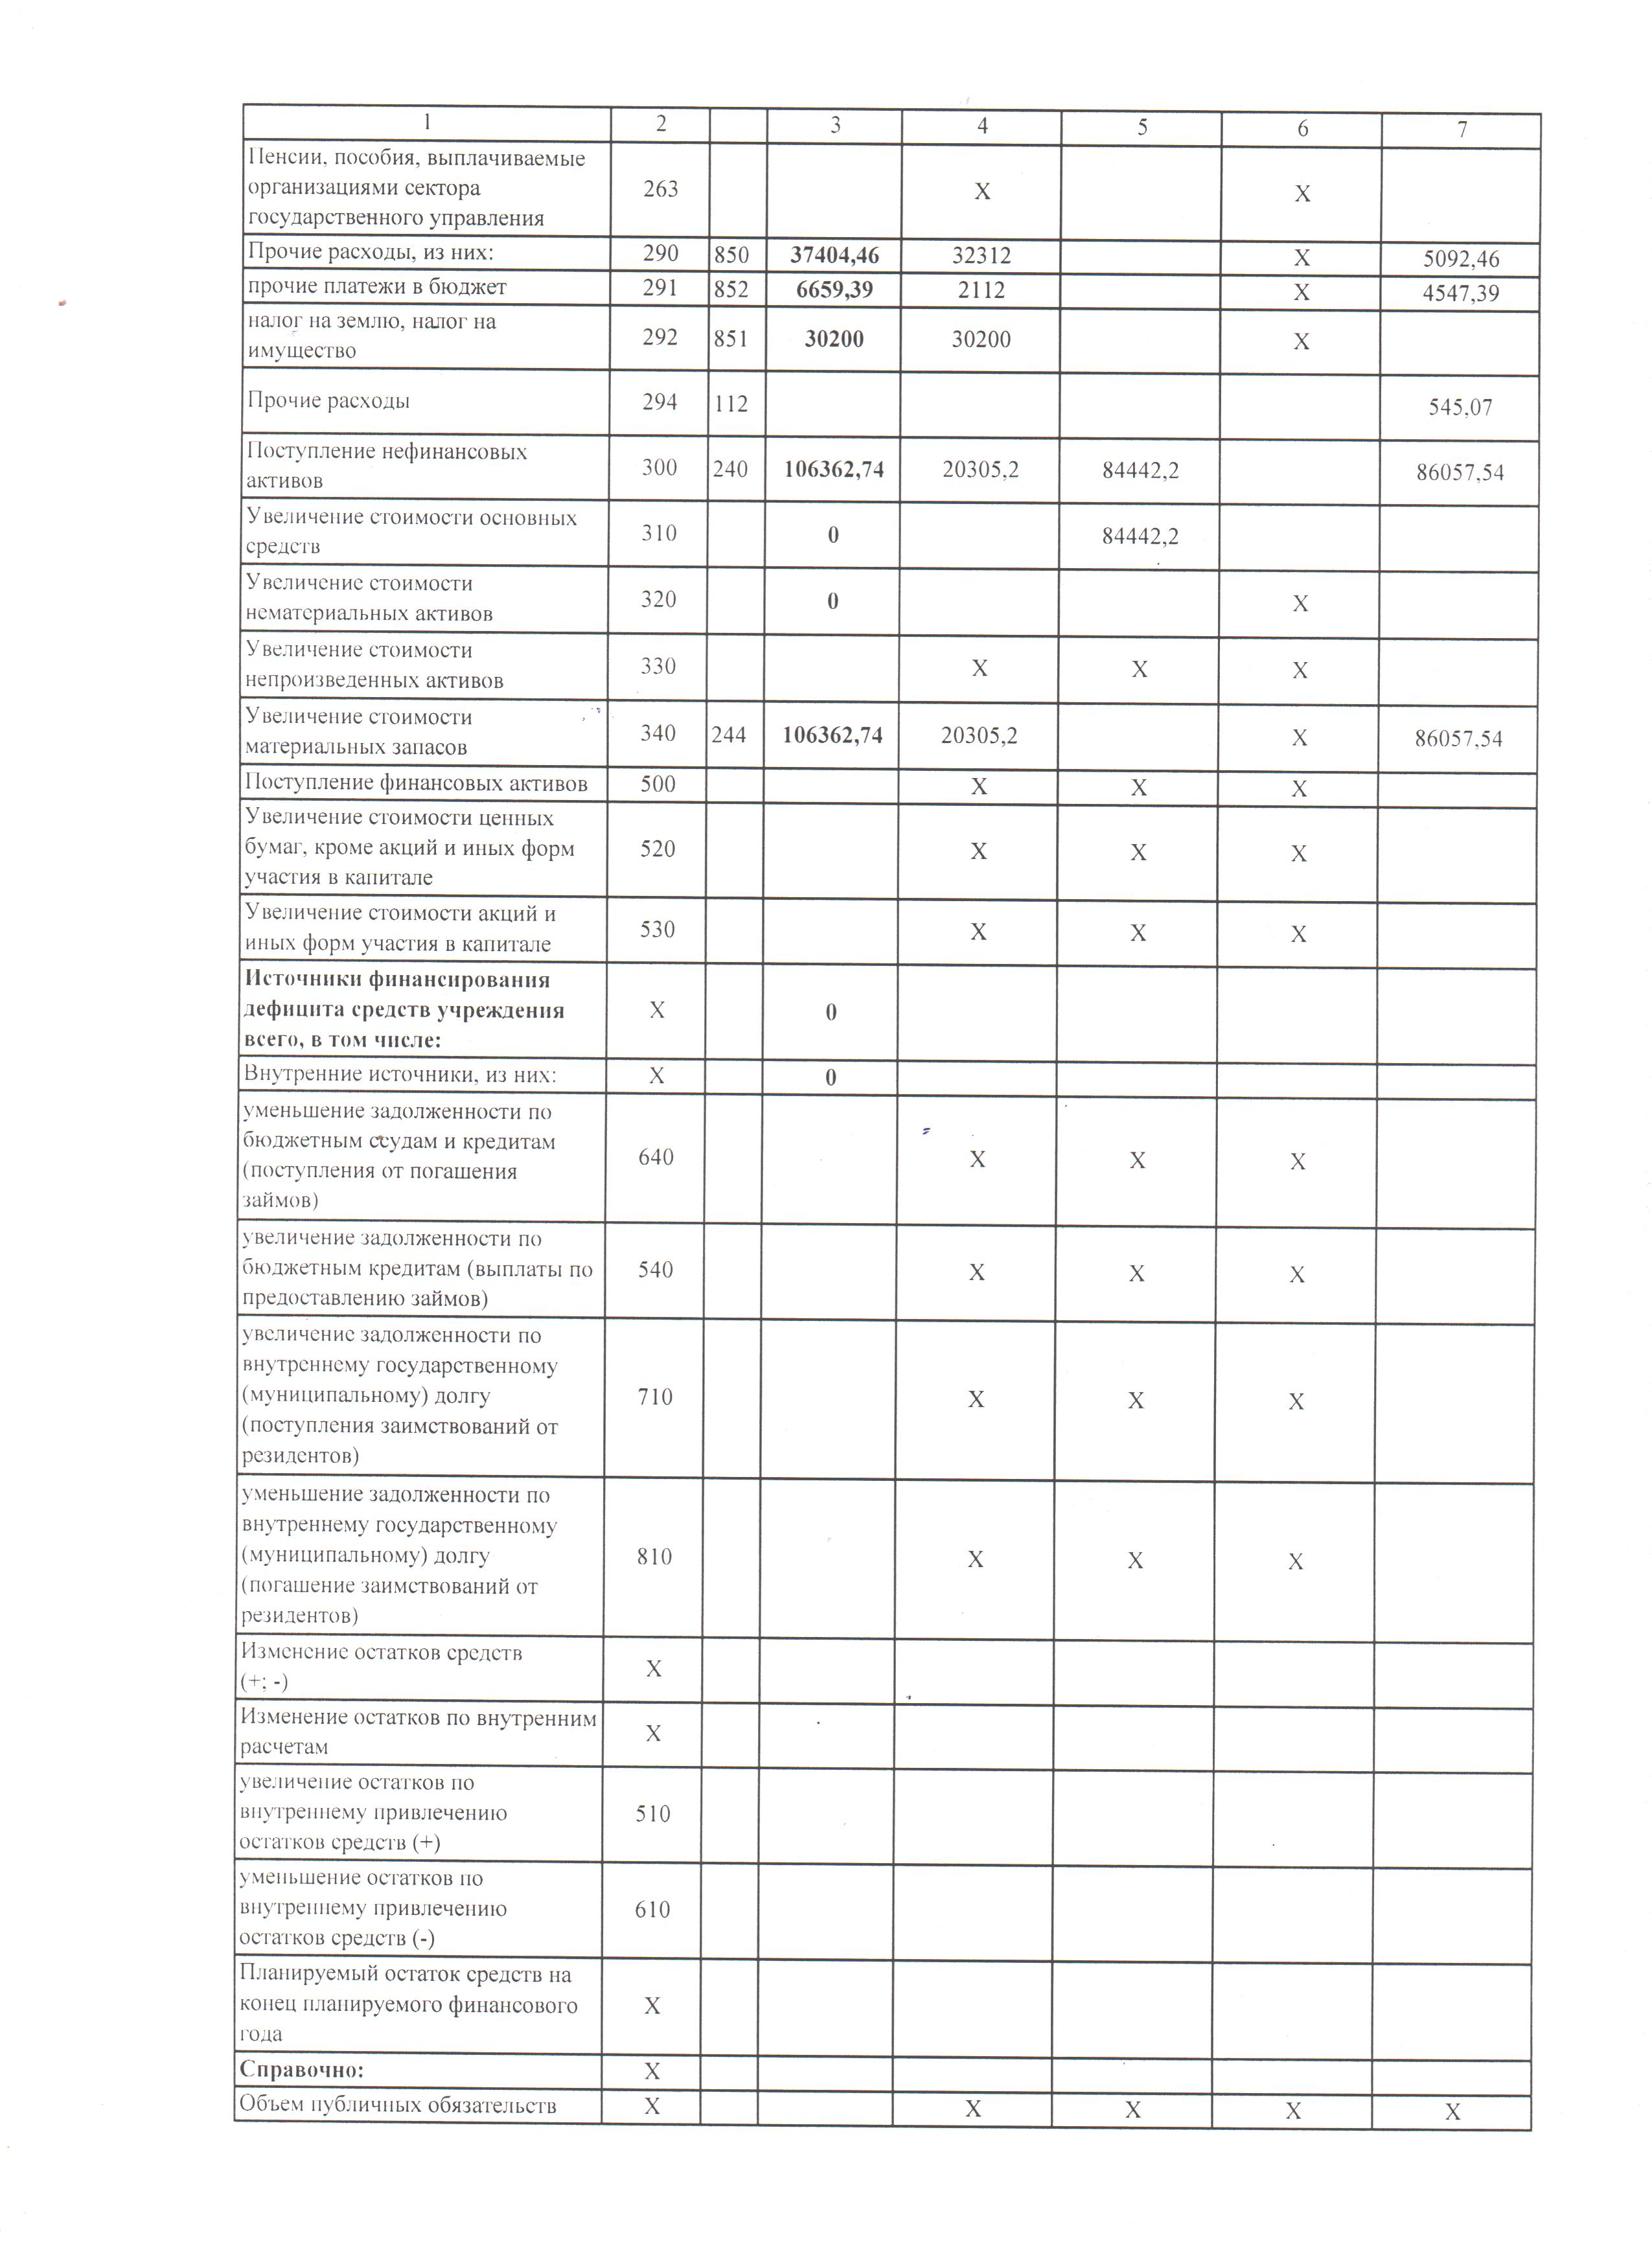 1 2 3 4 5 6 7
Пенсии, пособия, выплачиваемые
организациями сектора
государственного управления
263 X X
Прочие расходы, из них: 290 850 37404,46 32312 X 5092,46
прочие платежи в бюджет 291 852 6659,39 2112 X 4547,39
налог на землю, налог на
имущество
292 851 30200 30200 X
Прочие расходы 294 112 545,07
Поступление нефинансовых
активов
300 240 106362,74 20305,2 84442,2 86057,54
Увеличение стоимости основных
средств
310 0 84442,2
Увеличение стоимости
нематериальных активов
320 0 X
Увеличение стоимости
непроизведенных активов
330 X X X
Увеличение стоимости
материальных запасов
340 244 106362,74 20305,2 X 86057,54
Поступление финансовых активов 500 X X X
Увеличение стоимости ценных
бумаг, кроме акций и иных форм
участия в капитале
520 X X X
Увеличение стоимости акций и
иных форм участия в капитале
530 X X X
Источники финансирования
дефицита средств учреждения
всего, в том числе:
X 0
Внутренние источники, из них: X 0
уменьшение задолженности по
бюджетным ссудам и кредитам
(поступления от погашения
займов)
640 X X X
увеличение задолженности по
бюджетным кредитам (выплаты по
предоставлению займов)
540 X X X
увеличение задолженности по
внутреннему государственному
(муниципальному) долгу
(поступления заимствований от
резидентов)
710 X X X
уменьшение задолженности по
внутреннему государственному
(муниципальному) долгу
(погашение заимствований от
резидентов)
810 X X X
Изменение остатков средств
(+; -)
X
Изменение остатков по внутренним
расчетам
X
увеличение остатков по
внутреннему привлечению
остатков средств (+)
510
уменьшение остатков по
внутреннему привлечению
остатков средств (-)
610
Планируемый остаток средств на
конец планируемого финансового
года
X
Справочно: X
Объем публичных обязательств X X X X X